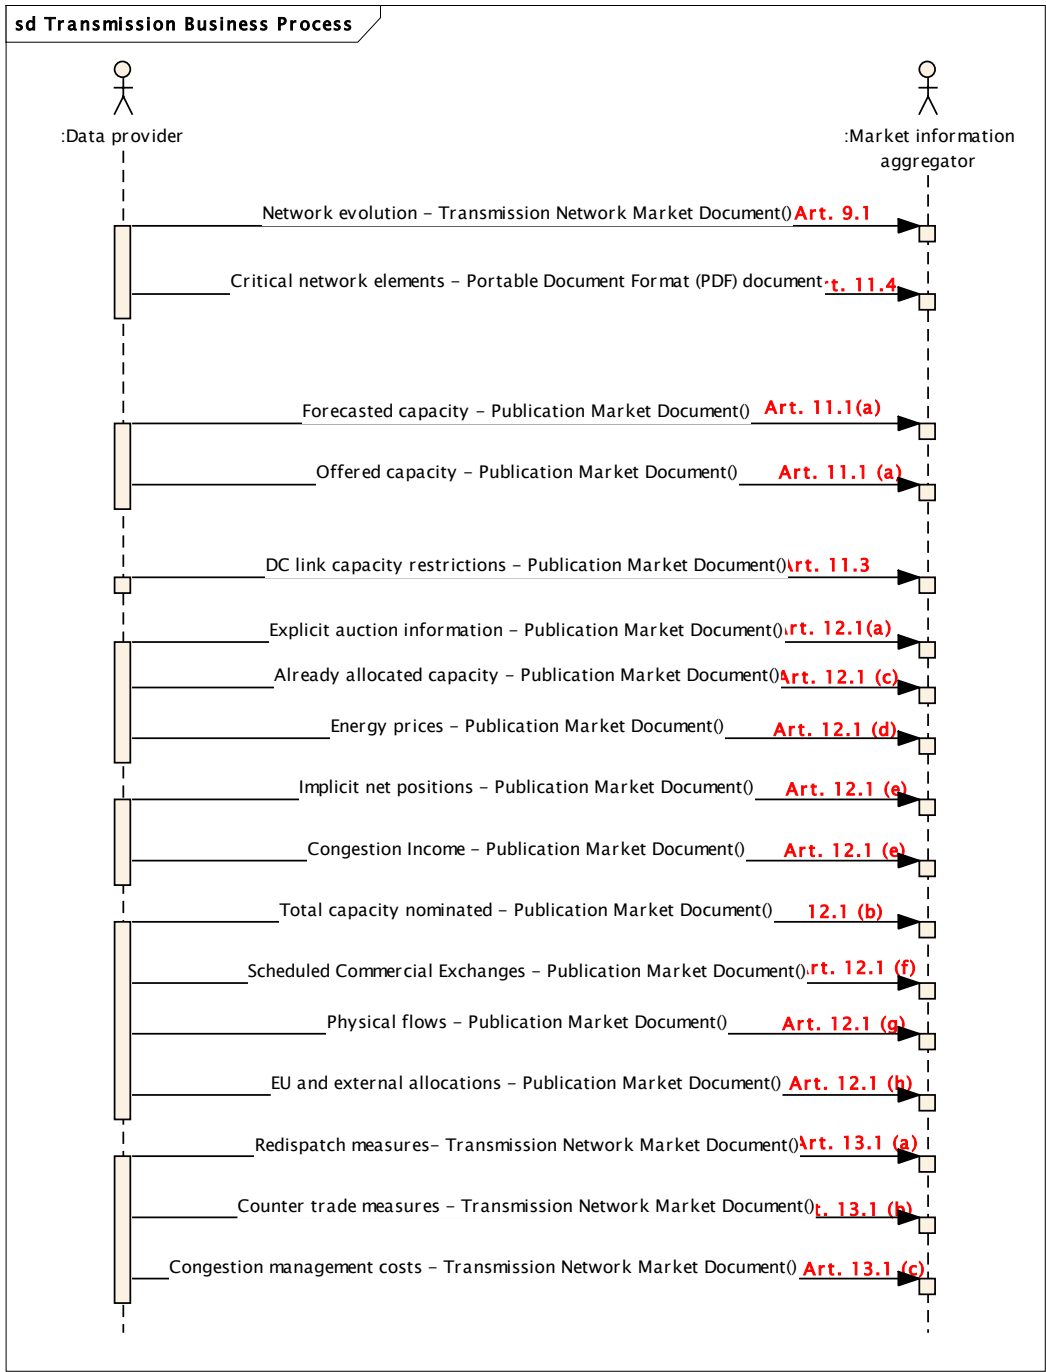 sd Transmission Business Process
:Data provider
:Market information
aggregator
Network evolution – Transmission Network Market Document() Art. 9.1
Critical network elements – Portable Document Format (PDF) document rt. 11.4
Forecasted capacity – Publication Market Document() Art. 11.1(a)
Offered capacity – Publication Market Document() Art. 11.1 (a)
DC link capacity restrictions – Publication Market Document() Art. 11.3
Explicit auction information – Publication Market Document() rt. 12.1(a)
Already allocated capacity – Publication Market Document() Art. 12.1 (c)
Energy prices – Publication Market Document() Art. 12.1 (d)
Implicit net positions – Publication Market Document() Art. 12.1 (e)
Congestion Income – Publication Market Document() Art. 12.1 (e)
Total capacity nominated – Publication Market Document() 12.1 (b)
Scheduled Commercial Exchanges – Publication Market Document() rt. 12.1 (f)
Physical flows – Publication Market Document() Art. 12.1 (g)
EU and external allocations – Publication Market Document() Art. 12.1 (h)
Redispatch measures– Transmission Network Market Document() Art. 13.1 (a)
Counter trade measures – Transmission Network Market Document() t. 13.1 (b)
Congestion management costs – Transmission Network Market Document() Art. 13.1 (c)